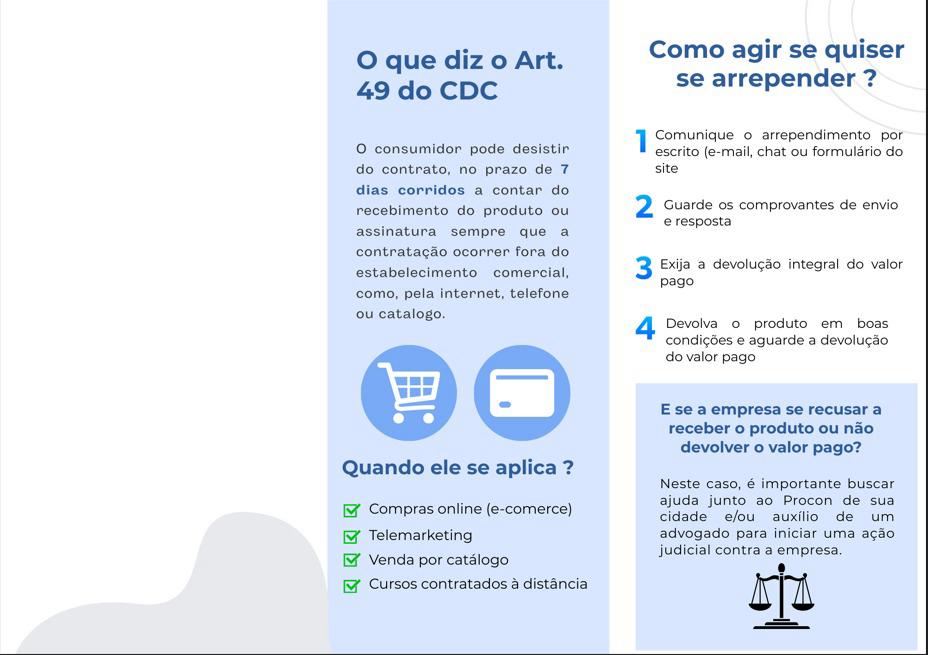 O que diz o Art.
49 do CDC
O consumidor pode desistir
do contrato, no prazo de 7
dias corridos a contar do
recebimento do produto ou
assinatura sempre que a
contratação ocorrer fora do
estabelecimento comercial,
como, pela internet, telefone
ou catalogo.
Quando ele se aplica ?
Compras online (e-comerce)
Telemarketing
Venda por catálogo
Cursos contratados à distância
Como agir se quiser
se arrepender ?
1 Comunique o arrependimento por
escrito (e-mail, chat ou formulário do
site
2 Guarde os comprovantes de envio
e resposta
3 Exija a devolução integral do valor
pago
4 Devolva o produto em boas
condições e aguarde a devolução
do valor pago
E se a empresa se recusar a
receber o produto ou não
devolver o valor pago?
Neste caso, é importante buscar
ajuda junto ao Procon de sua
cidade e/ou auxílio de um
advogado para iniciar uma ação
judicial contra a empresa.